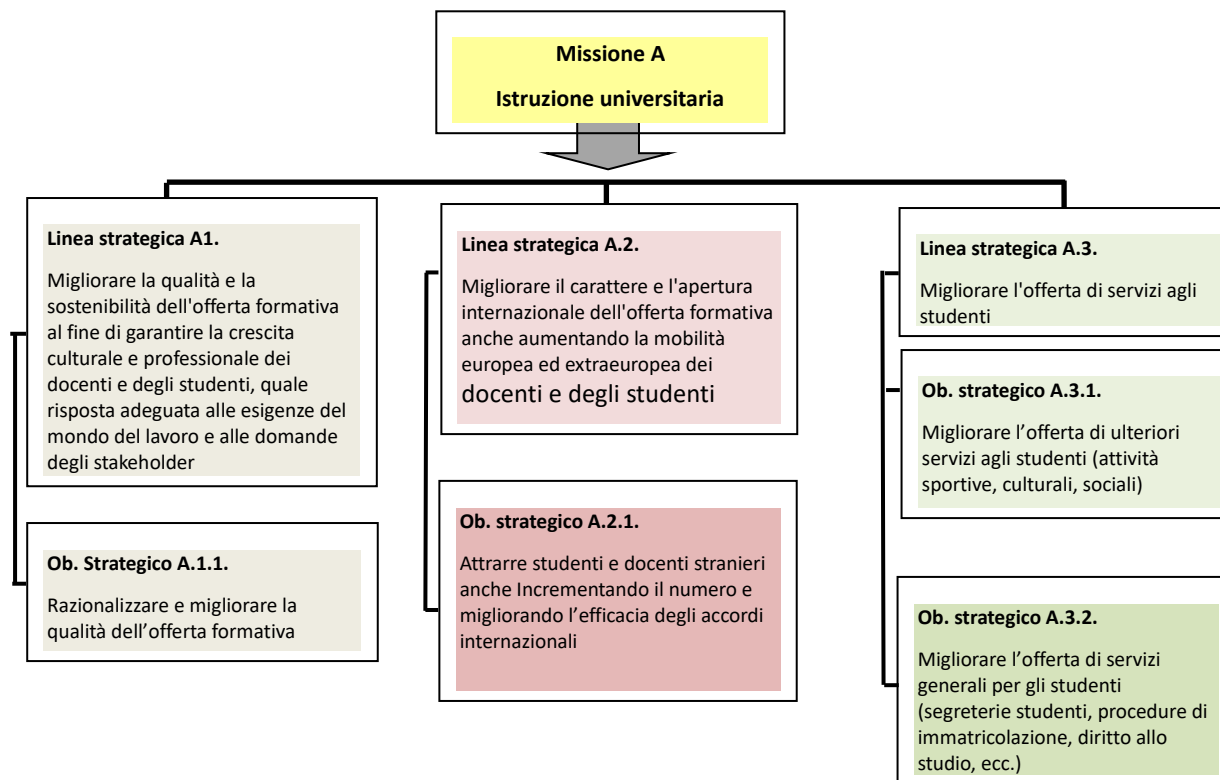 Missione A
Istruzione universitaria
Linea strategica A1.
Migliorare la qualità e la
sostenibilità dell'offerta formativa
al fine di garantire la crescita
culturale e professionale dei
docenti e degli studenti, quale
risposta adeguata alle esigenze del
mondo del lavoro e alle domande
degli stakeholder
Ob. Strategico A.1.1.
Razionalizzare e migliorare la
qualità dell’offerta formativa
Linea strategica A.2.
Migliorare il carattere e l'apertura
internazionale dell'offerta formativa
anche aumentando la mobilità
europea ed extraeuropea dei
docenti e degli studenti
Ob. strategico A.2.1.
Attrarre studenti e docenti stranieri
anche Incrementando il numero e
migliorando l’efficacia degli accordi
internazionali
Linea strategica A.3.
Migliorare l'offerta di servizi agli
studenti
Ob. strategico A.3.1.
Migliorare l’offerta di ulteriori
servizi agli studenti (attività
sportive, culturali, sociali)
Ob. strategico A.3.2.
Migliorare l’offerta di servizi
generali per gli studenti
(segreterie studenti, procedure di
immatricolazione, diritto allo
studio, ecc.)